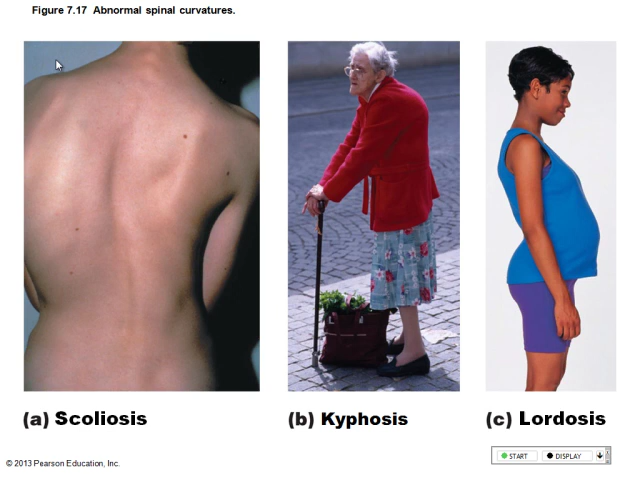 Figure 7.17 Abnormal spinal curvatures.
(a) Scoliosis
(b) Kyphosis
(c) Lordosis
© 2013 Pearson Education, Inc.
START
DISPLAY